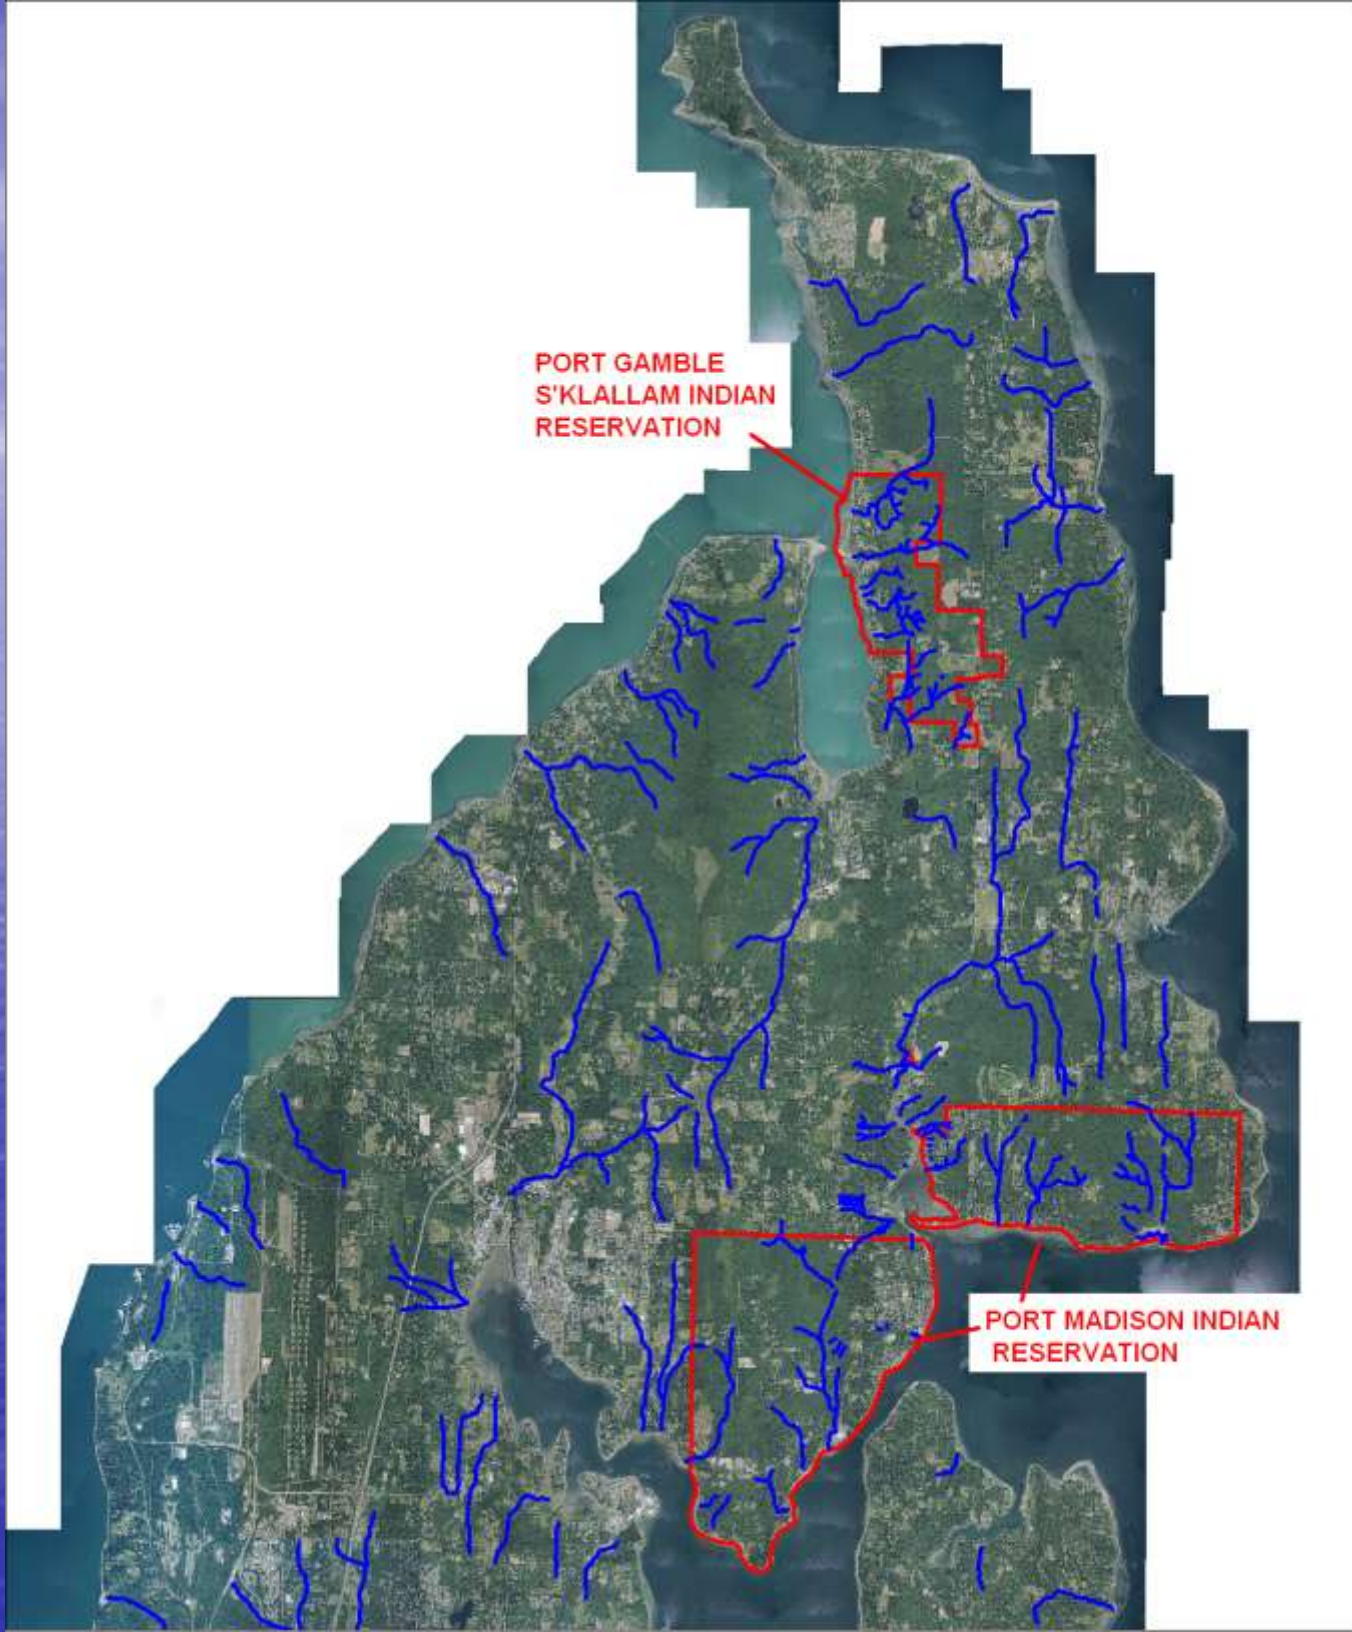 PORT GAMBLE
S'KLALLAM INDIAN
RESERVATION
PORT MADISON INDIAN
RESERVATION